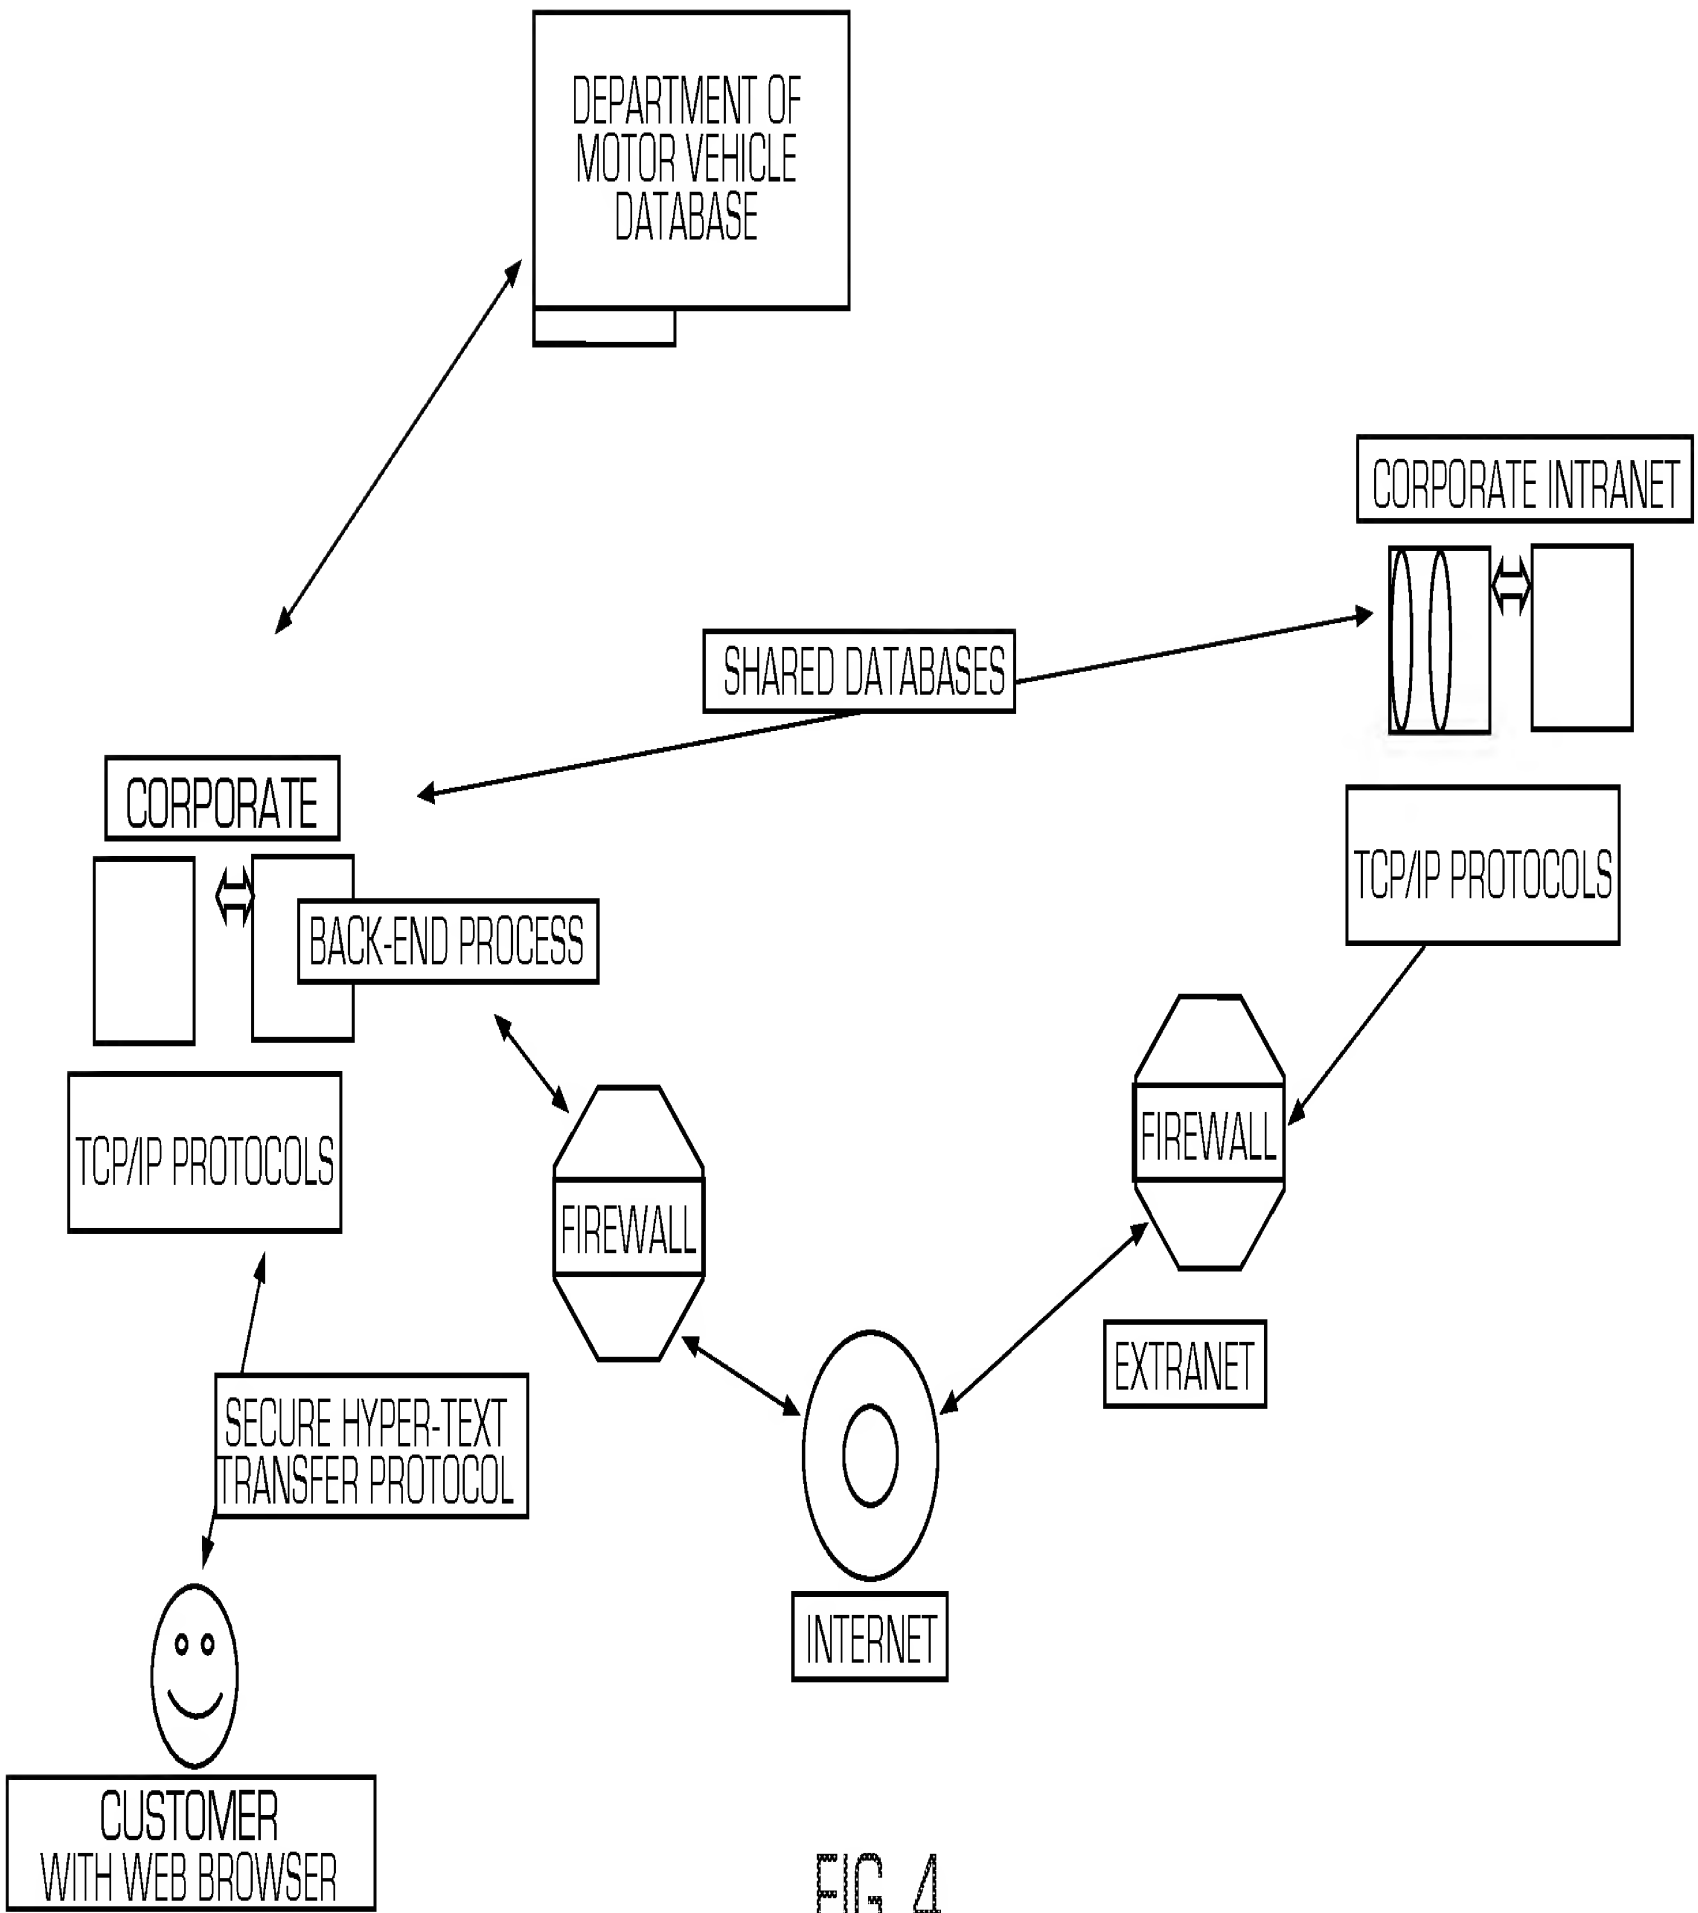 DEPARTMENT OF
MOTOR VEHICLE
DATABASE
CORPORATE INTRANET
SHARED DATABASES
CORPORATE
TCP/IP PROTOCOLS
BACK-END PROCESS
FIREWALL
TCP/IP PROTOCOLS
FIREWALL
EXTRANET
SECURE HYPER-TEXT
TRANSFER PROTOCOL
INTERNET
CUSTOMER
WITH WEB BROWSER
FIG. 4